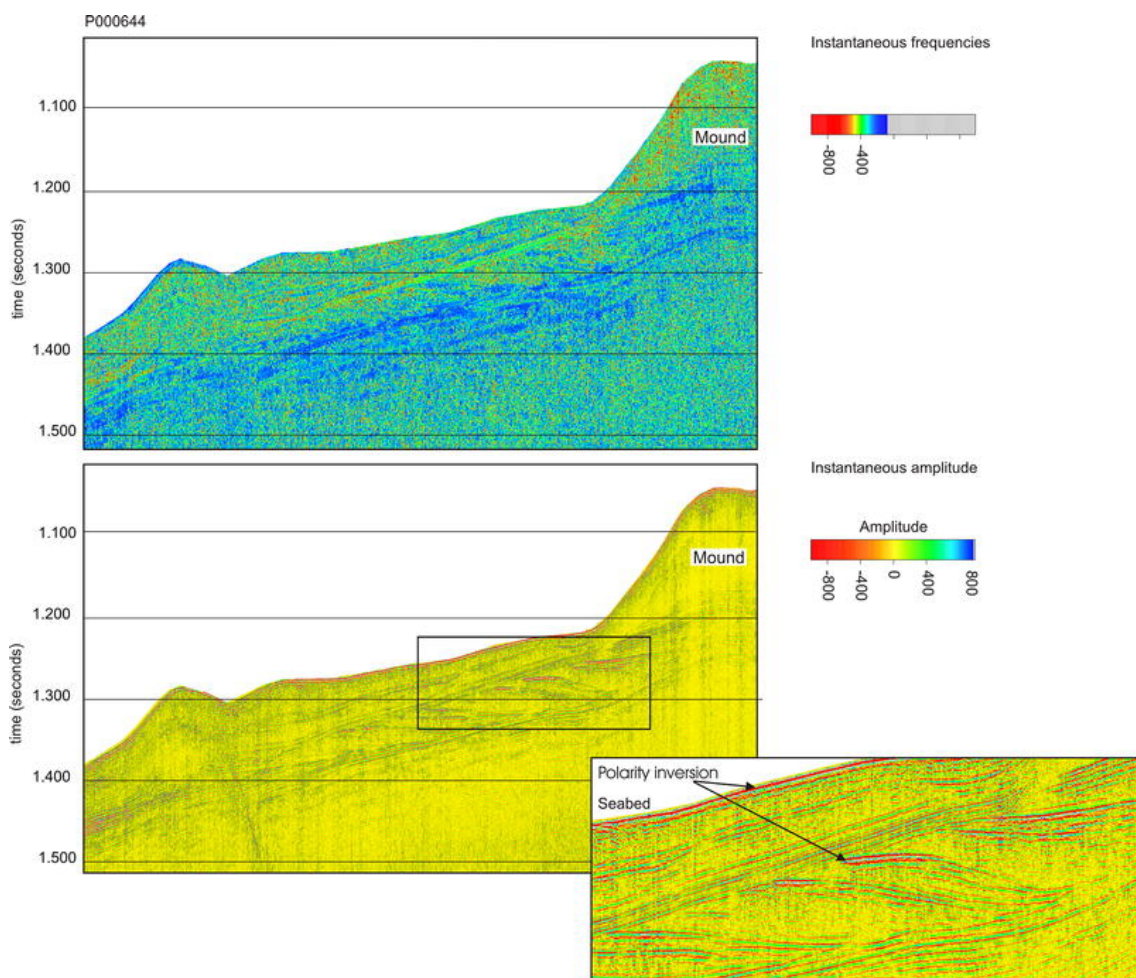 P000644
Instantaneous frequencies
-800
-400
Mound
1.100
1.200
1.300
1.400
1.500
time (seconds)
Instantaneous amplitude
Amplitude
-800
-400
0
400
800
Mound
1.100
1.200
1.300
1.400
1.500
time (seconds)
Polarity inversion
Seabed